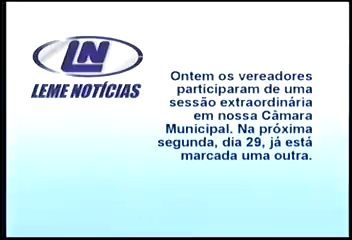 LN
LEME NOTÍCIAS
Ontem os vereadores
participaram de uma
sessão extraordinária
em nossa Câmara
Municipal. Na próxima
segunda, dia 29, já está
marcada uma outra.